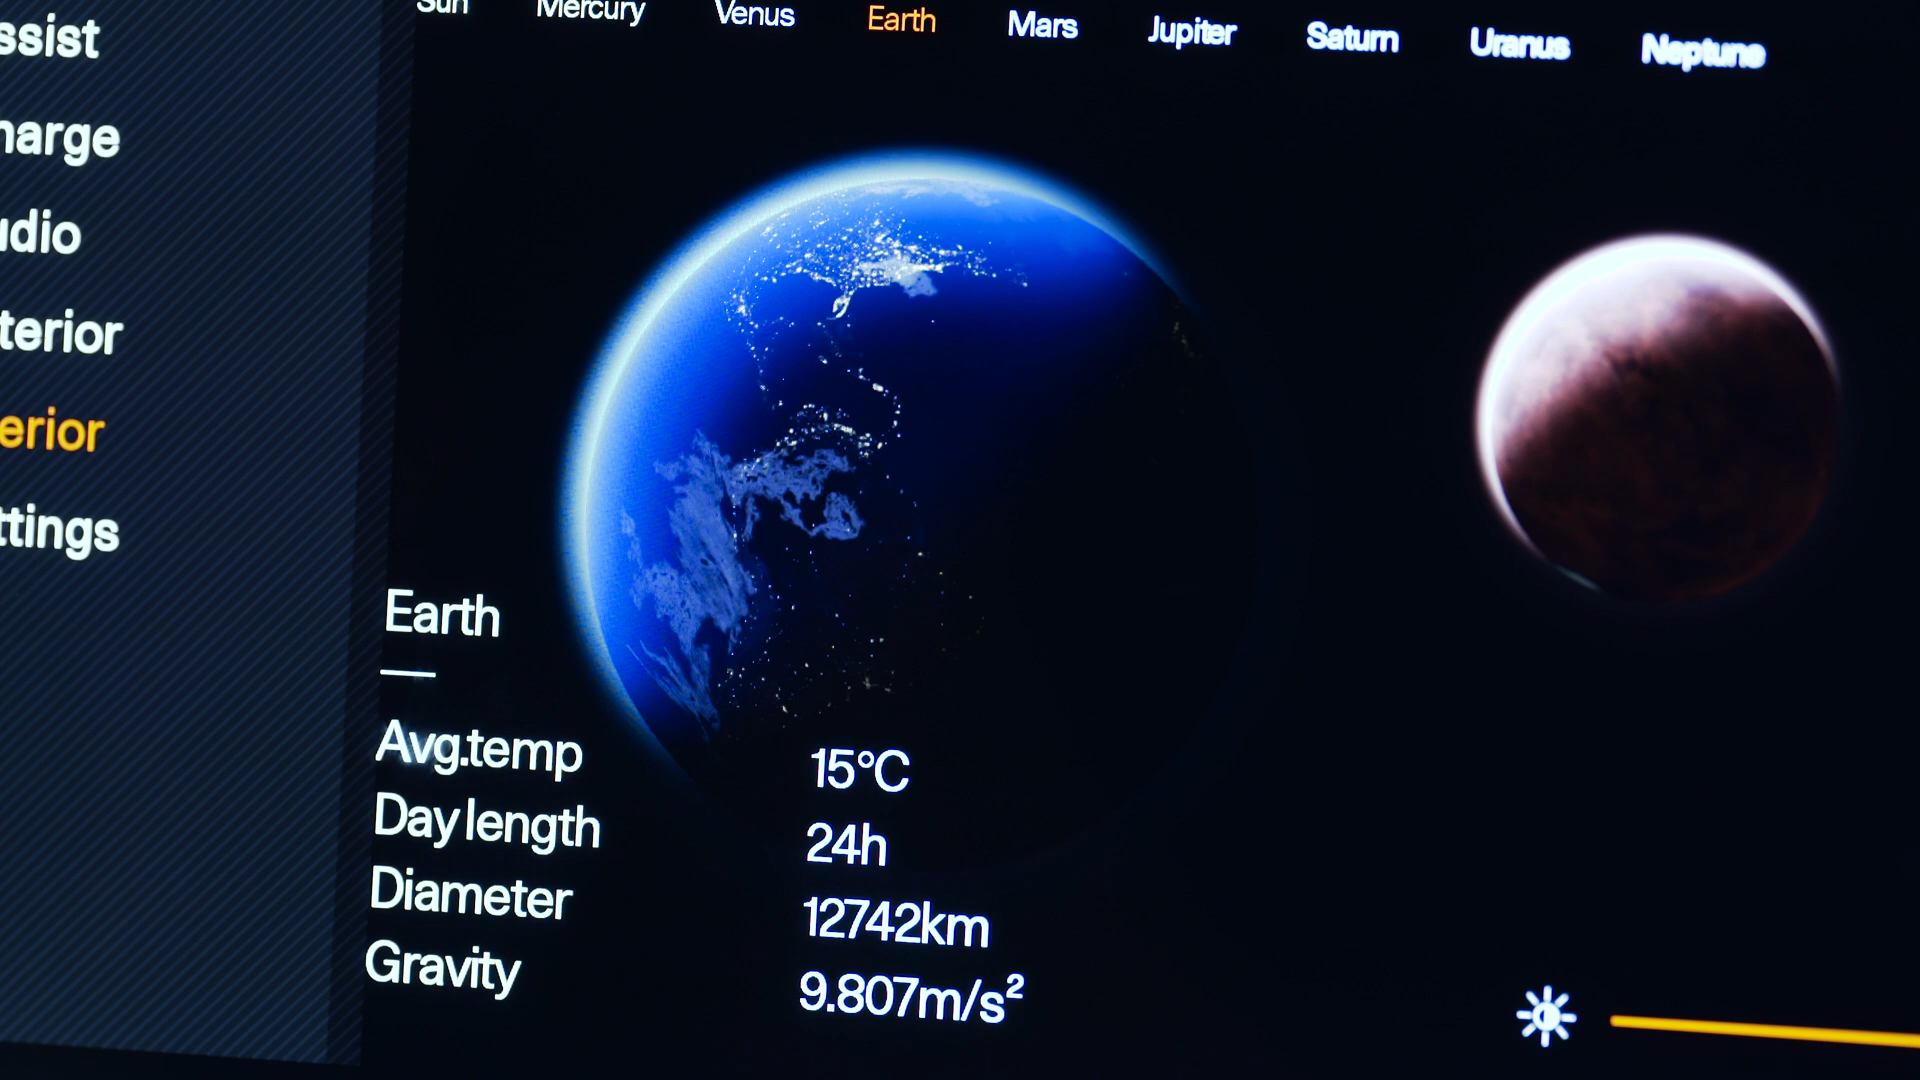 Sun Mercury Venus Earth Mars Jupiter Saturn Uranus Neptune
ssist
harge
udio
terior
erior
ttings
Earth
Avg.temp 15°C
Day length 24h
Diameter 12742km
Gravity 9.807m/s²